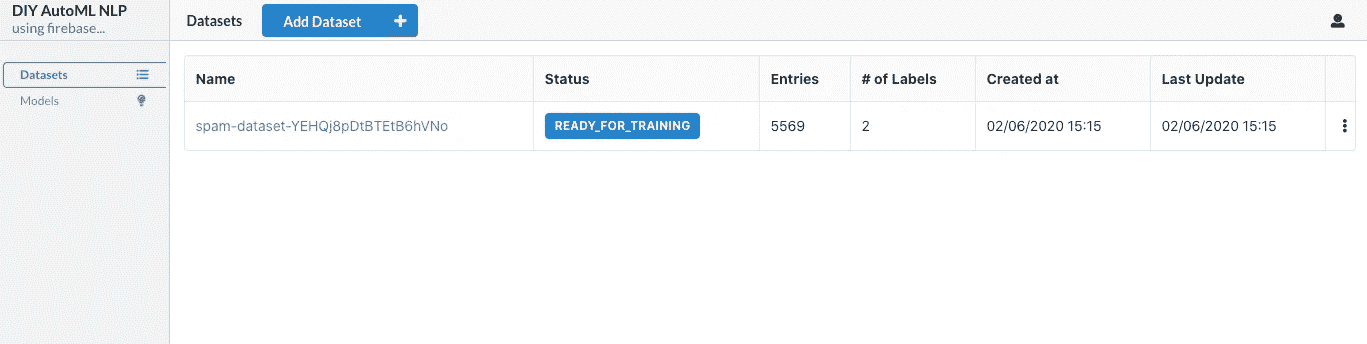 DIY AutoML NLP
using firebase...
Datasets
Models
Datasets Add Dataset +
Name Status Entries # of Labels Created at Last Update
spam-dataset-YEHQj8pDtBTEtB6hVNo READY_FOR_TRAINING 5569 2 02/06/2020 15:15 02/06/2020 15:15